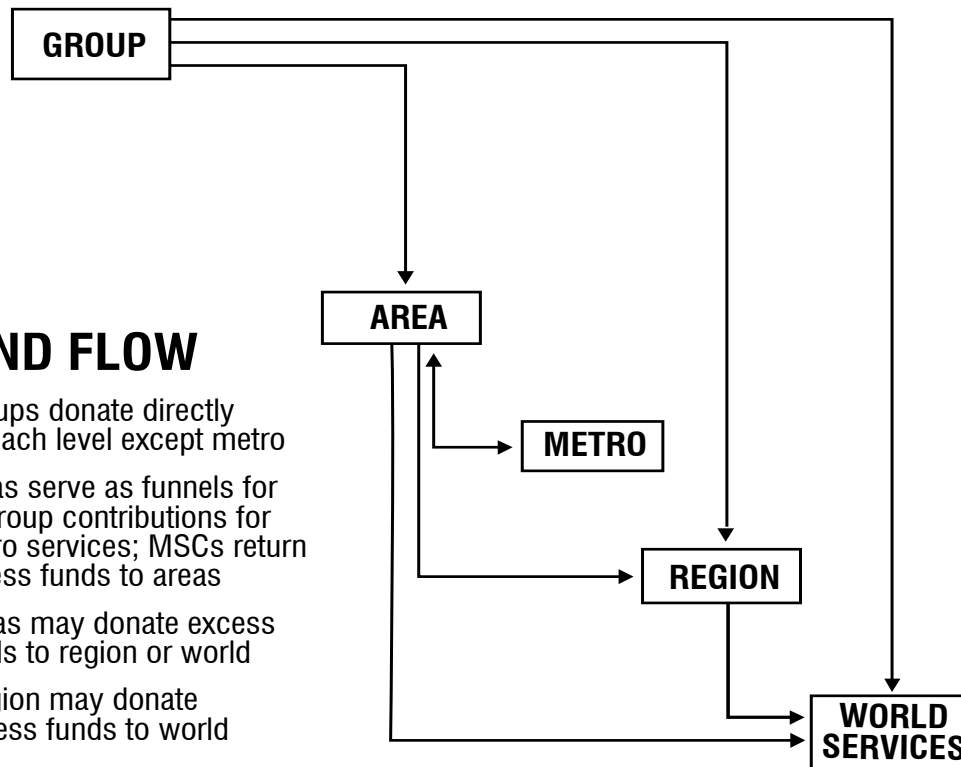 GROUP
AREA
ND FLOW
ups donate directly
ach level except metro
METRO
as serve as funnels for
roup contributions for
ro services; MSCs return
ess funds to areas
REGION
as may donate excess
ds to region or world
gion may donate
ess funds to world
WORLD
SERVICES